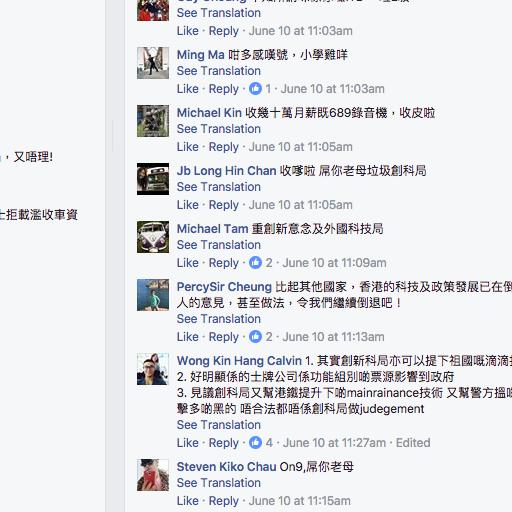 See Translation
Like · Reply · June 10 at 11:03am
Ming Ma 咁多感嘆號，小學雞咩
See Translation
Like · Reply · 1 · June 10 at 11:03am
Michael Kin 收幾十萬月薪既689錄音機，收皮啦
See Translation
Like · Reply · June 10 at 11:05am
，又唔理!
Jb Long Hin Chan 收嗲啦 屌你老母垃圾創科局
See Translation
Like · Reply · June 10 at 11:05am
拒載濫收車資
Michael Tam 重創新意念及外國科技局
See Translation
Like · Reply · 2 · June 10 at 11:09am
PercySir Cheung 比起其他國家，香港的科技及政策發展已在倒
人的意見，甚至做法，令我們繼續倒退吧！
See Translation
Like · Reply · 2 · June 10 at 11:13am
Wong Kin Hang Calvin 1. 其實創新科局亦可以提下祖國嘅滴滴
2. 好明顯係的士牌公司係功能組別啲票源影響到政府
3. 見議創科局又幫港鐵提升下啲mainrainance技術 又幫警方搵
擊多啲黑的 唔合法都唔係創科局做judegement
See Translation
Like · Reply · 4 · June 10 at 11:27am · Edited
Steven Kiko Chau On9,屌你老母
See Translation
Like · Reply · June 10 at 11:15am